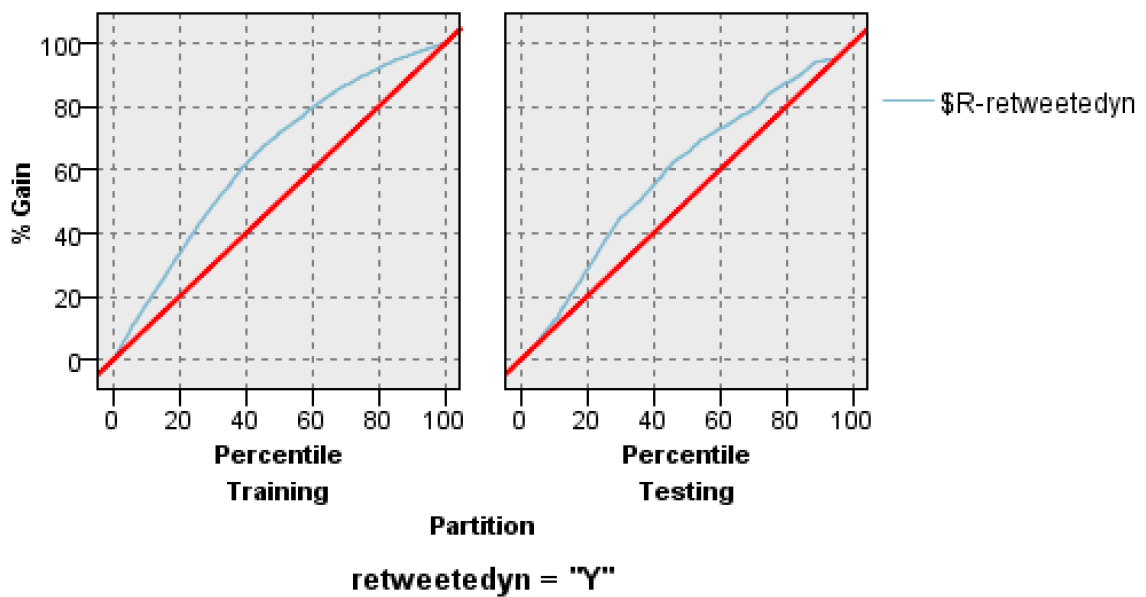 % Gain
100
80
60
40
20
0
0 20 40 60 80 100
0 20 40 60 80 100
Percentile
Percentile
Training
Testing
Partition
retweetedyn = "Y"
$R-retweetedyn